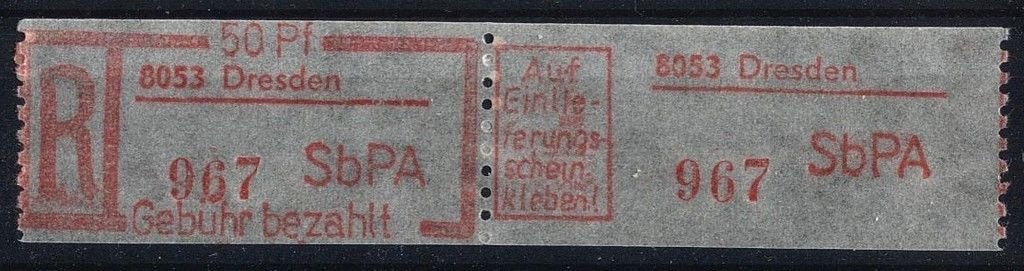 50 Pf
R
8053 Dresden
967 SbPA
Gebühr bezahlt
Auf
Einlie-
ferungs-
schein
kleben!
8053 Dresden
967 SbPA